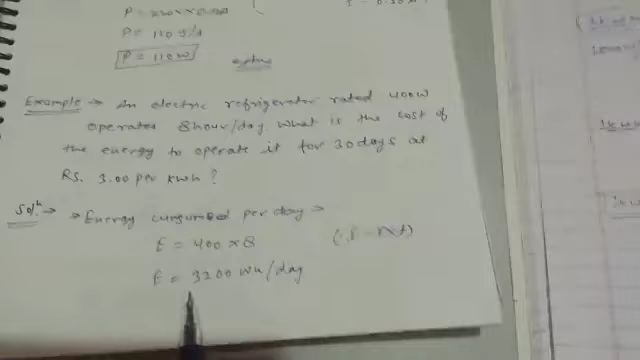 P = 110 J/s
P = 110 W
Example → An electric refrigerator rated 400W
operates 8hour/day. What is the cost of
the energy to operate it for 30 days at
Rs. 3.00 per kwh ?
Solⁿ → → Energy consumed per day →
E = 400 × 8
E = 3200 wh/day